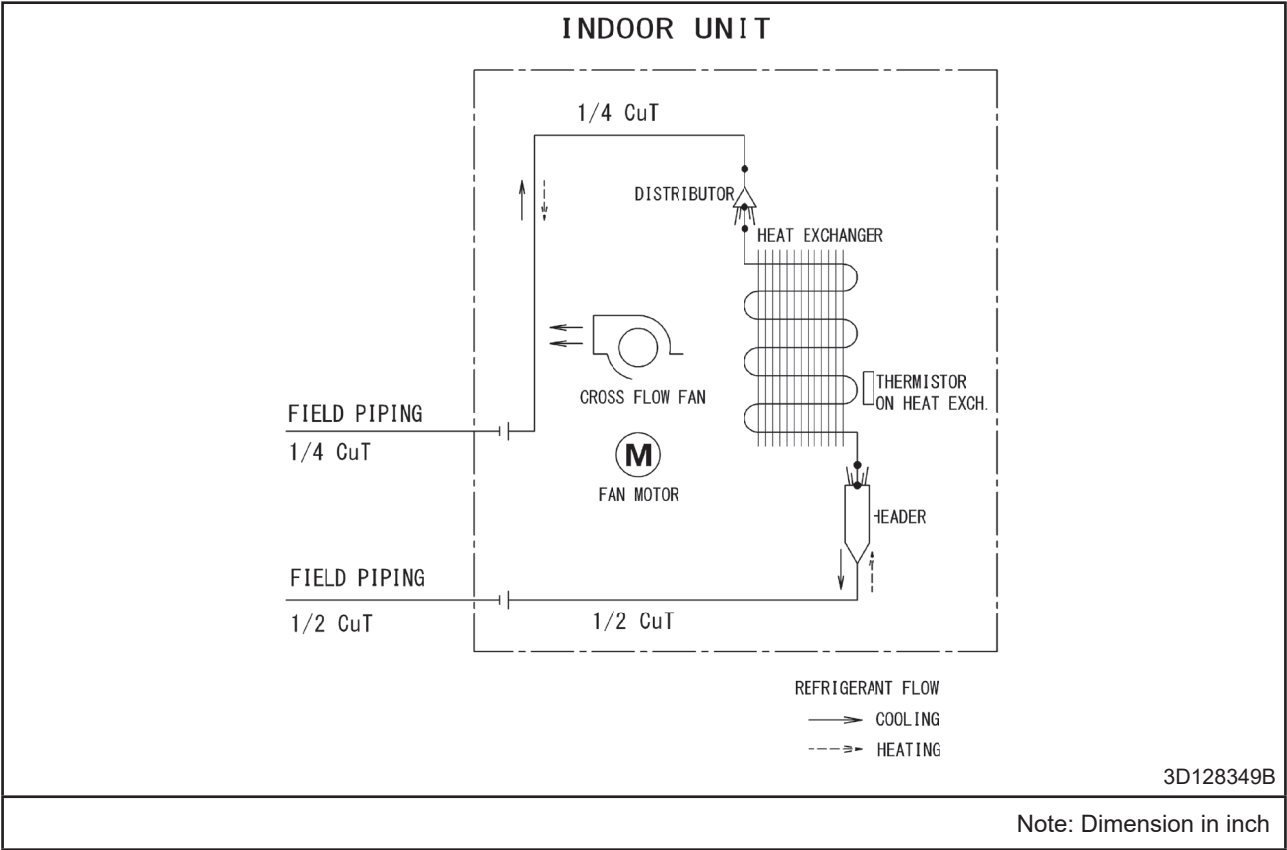 INDOOR UNIT
1/4 CuT
DISTRIBUTOR
HEAT EXCHANGER
THERMISTOR
ON HEAT EXCH.
CROSS FLOW FAN
FIELD PIPING
1/4 CuT
M
FAN MOTOR
HEADER
FIELD PIPING
1/2 CuT
1/2 CuT
REFRIGERANT FLOW
COOLING
HEATING
3D128349B
Note: Dimension in inch